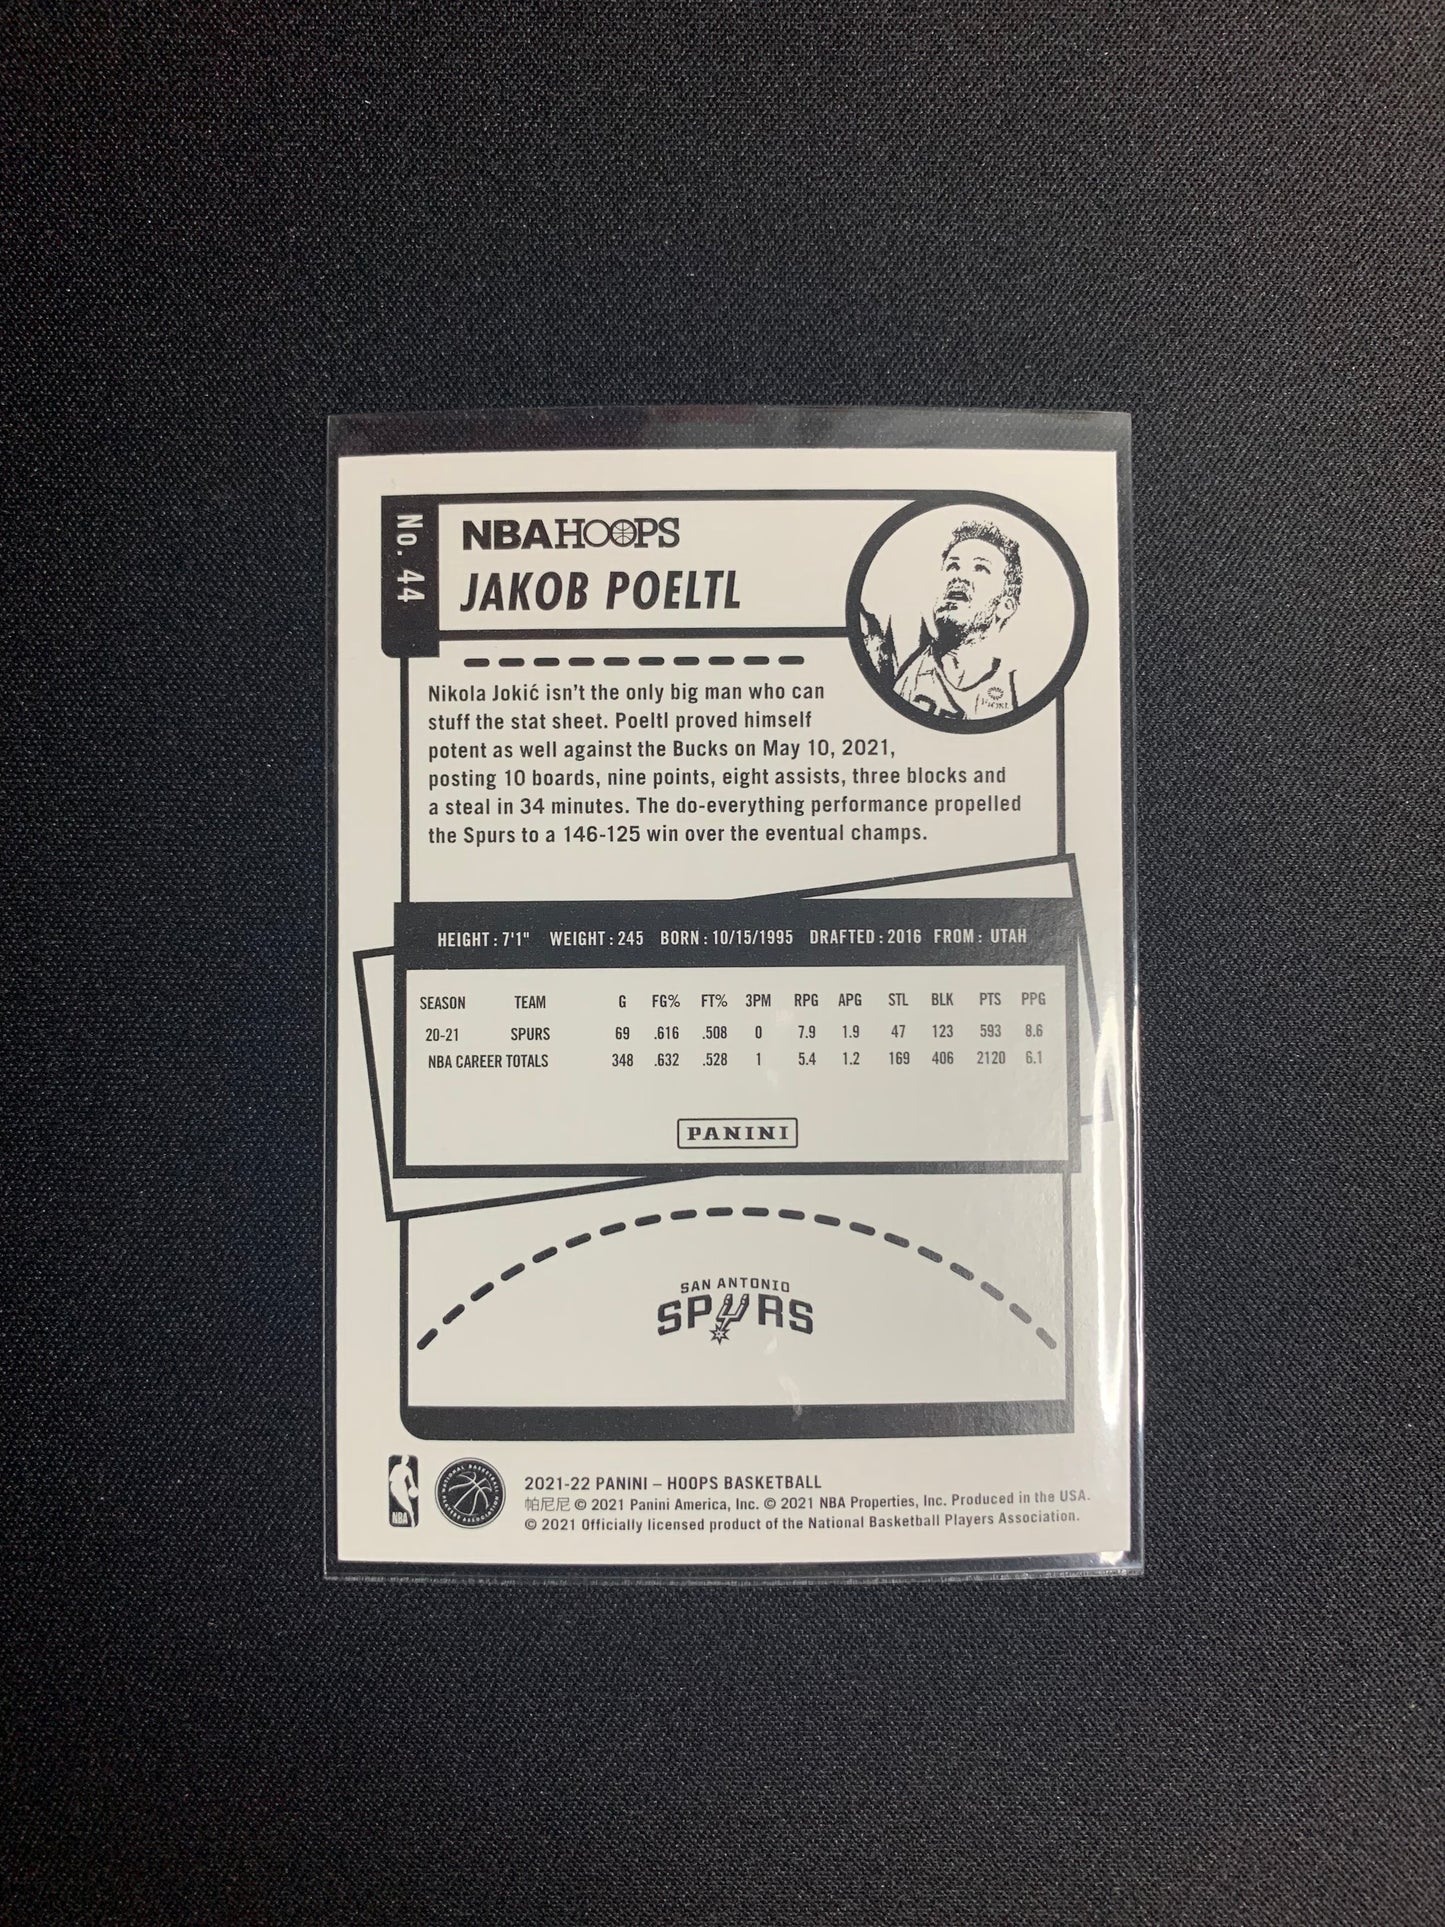 No. 44
NBA HOOPS
JAKOB POELTL
Nikola Jokić isn't the only big man who can
stuff the stat sheet. Poeltl proved himself
potent as well against the Bucks on May 10, 2021,
posting 10 boards, nine points, eight assists, three blocks and
a steal in 34 minutes. The do-everything performance propelled
the Spurs to a 146-125 win over the eventual champs.
HEIGHT : 7'1" WEIGHT : 245 BORN : 10/15/1995 DRAFTED : 2016 FROM : UTAH
SEASON TEAM G FG% FT% 3PM RPG APG STL BLK PTS PPG
20-21 SPURS 69 .616 .508 0 7.9 1.9 47 123 593 8.6
NBA CAREER TOTALS 348 .632 .528 1 5.4 1.2 169 406 2120 6.1
PANINI
SAN ANTONIO
SPURS
NBA
NATIONAL BASKETBALL
PLAYERS ASSOCIATION
2021-22 PANINI – HOOPS BASKETBALL
帕尼尼 © 2021 Panini America, Inc. © 2021 NBA Properties, Inc. Produced in the USA.
© 2021 Officially licensed product of the National Basketball Players Association.